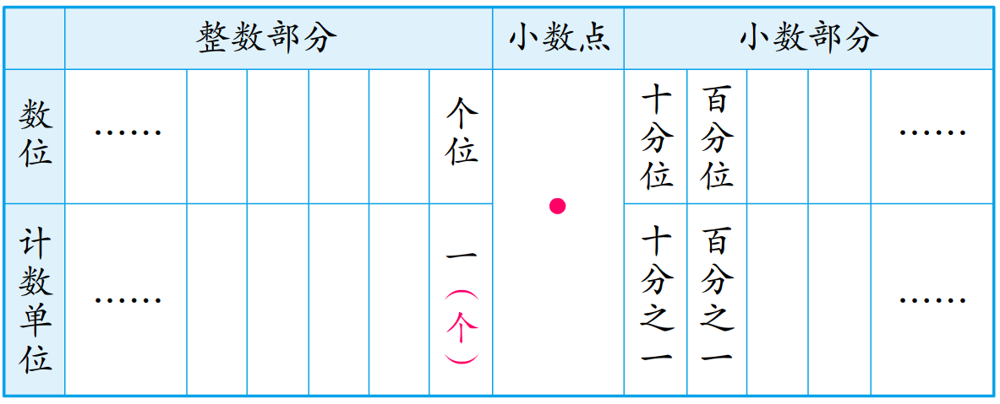 整数部分 小数点 小数部分
数位 …… 个位 十分位 百分位 ……
•
计数单位 …… 一（个） 十分之一 百分之一 ……